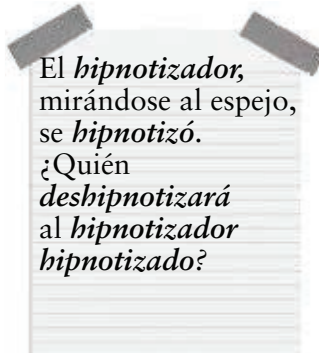 El hipnotizador,
mirándose al espejo,
se hipnotizó.
¿Quién
deshipnotizará
al hipnotizador
hipnotizado?